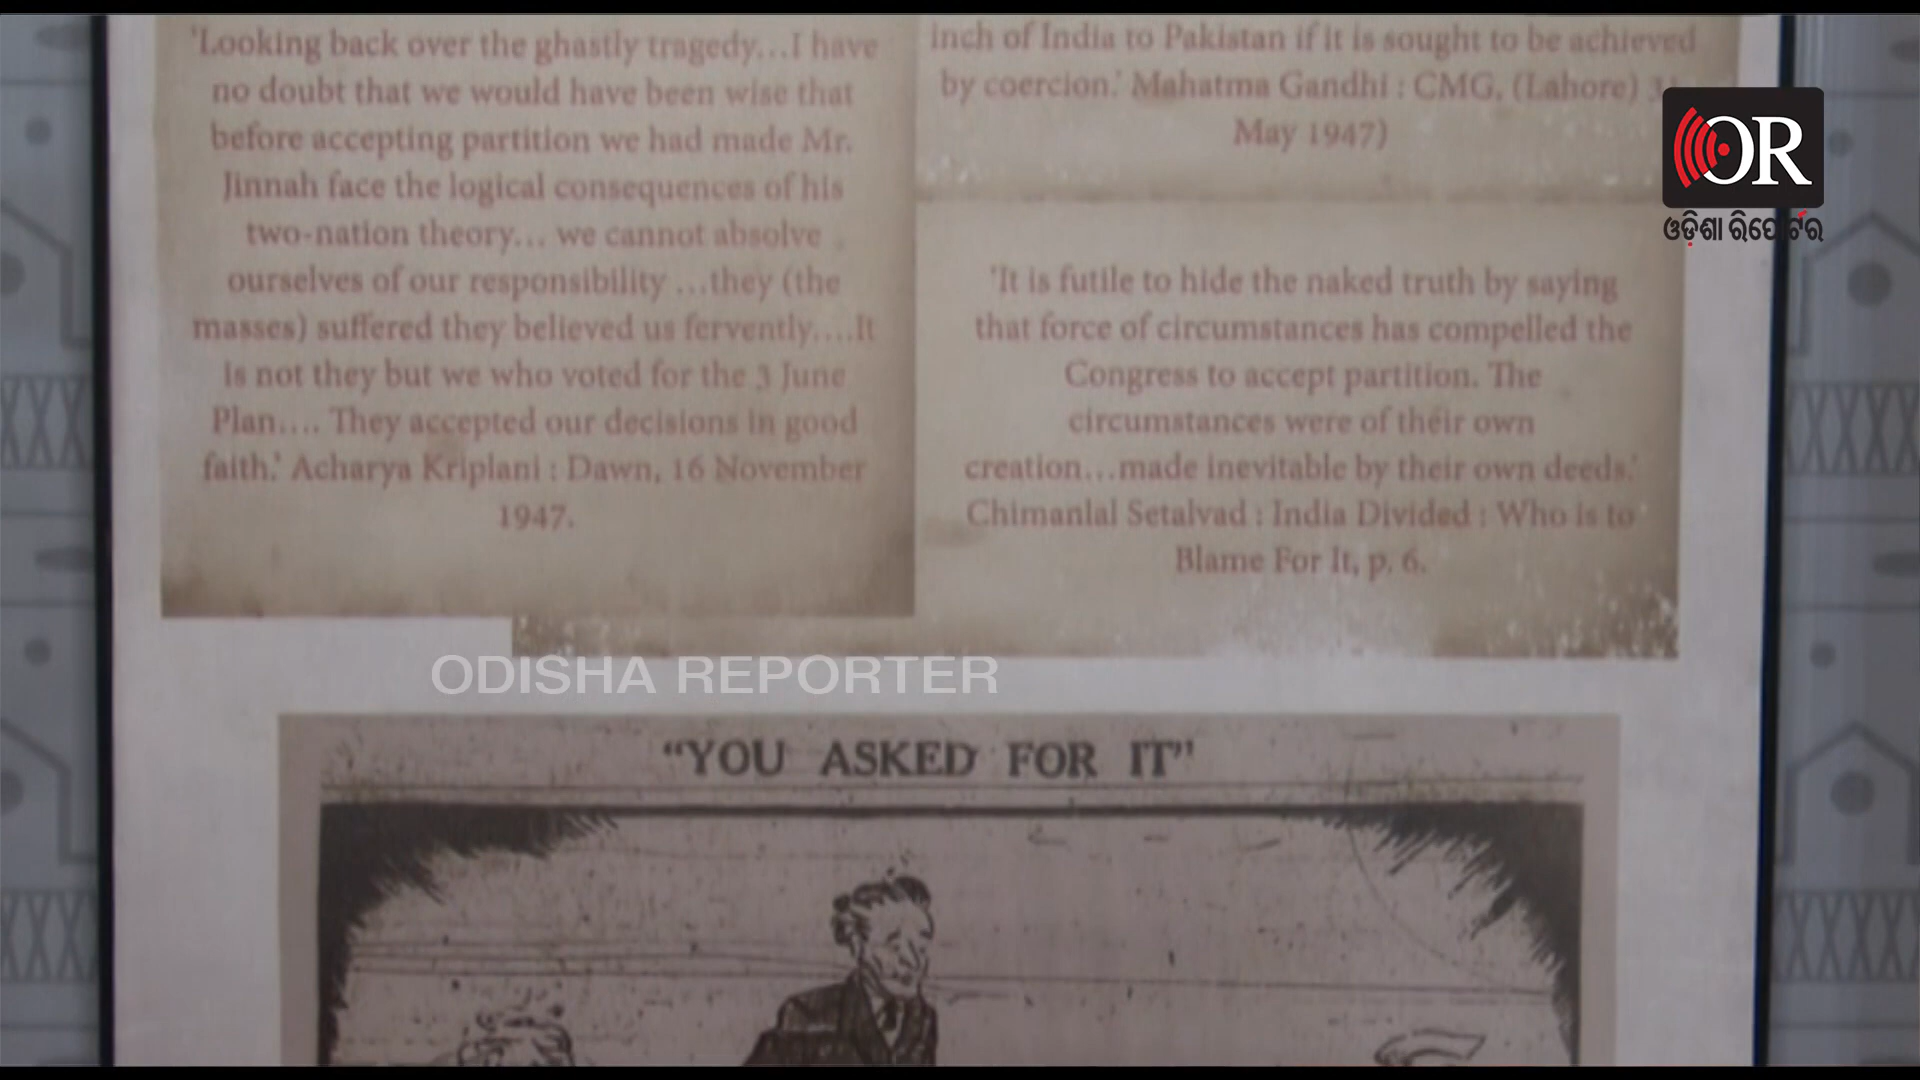 'Looking back over the ghastly tragedy...I have
no doubt that we would have been wise that
before accepting partition we had made Mr.
Jinnah face the logical consequences of his
two-nation theory... we cannot absolve
ourselves of our responsibility ...they (the
masses) suffered they believed us fervently....It
is not they but we who voted for the 3 June
Plan.... They accepted our decisions in good
faith.' Acharya Kriplani : Dawn, 16 November
1947.
inch of India to Pakistan if it is sought to be achieved
by coercion.' Mahatma Gandhi : CMG, (Lahore)
May 1947)
'It is futile to hide the naked truth by saying
that force of circumstances has compelled the
Congress to accept partition. The
circumstances were of their own
creation...made inevitable by their own deeds.'
Chimanlal Setalvad : India Divided : Who is to
Blame For It, p. 6.
OR
ଓଡ଼ିଶା ରିପୋର୍ଟର
ODISHA REPORTER
"YOU ASKED FOR IT"